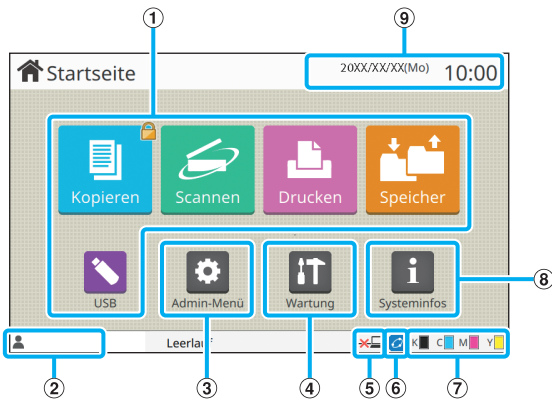 ① ⑨
Startseite 20XX/XX/XX(Mo) 10:00
Kopieren Scannen Drucken Speicher
USB Admin-Menü Wartung Systeminfos ⑧
Leerlauf K C M Y
② ③ ④ ⑤ ⑥ ⑦